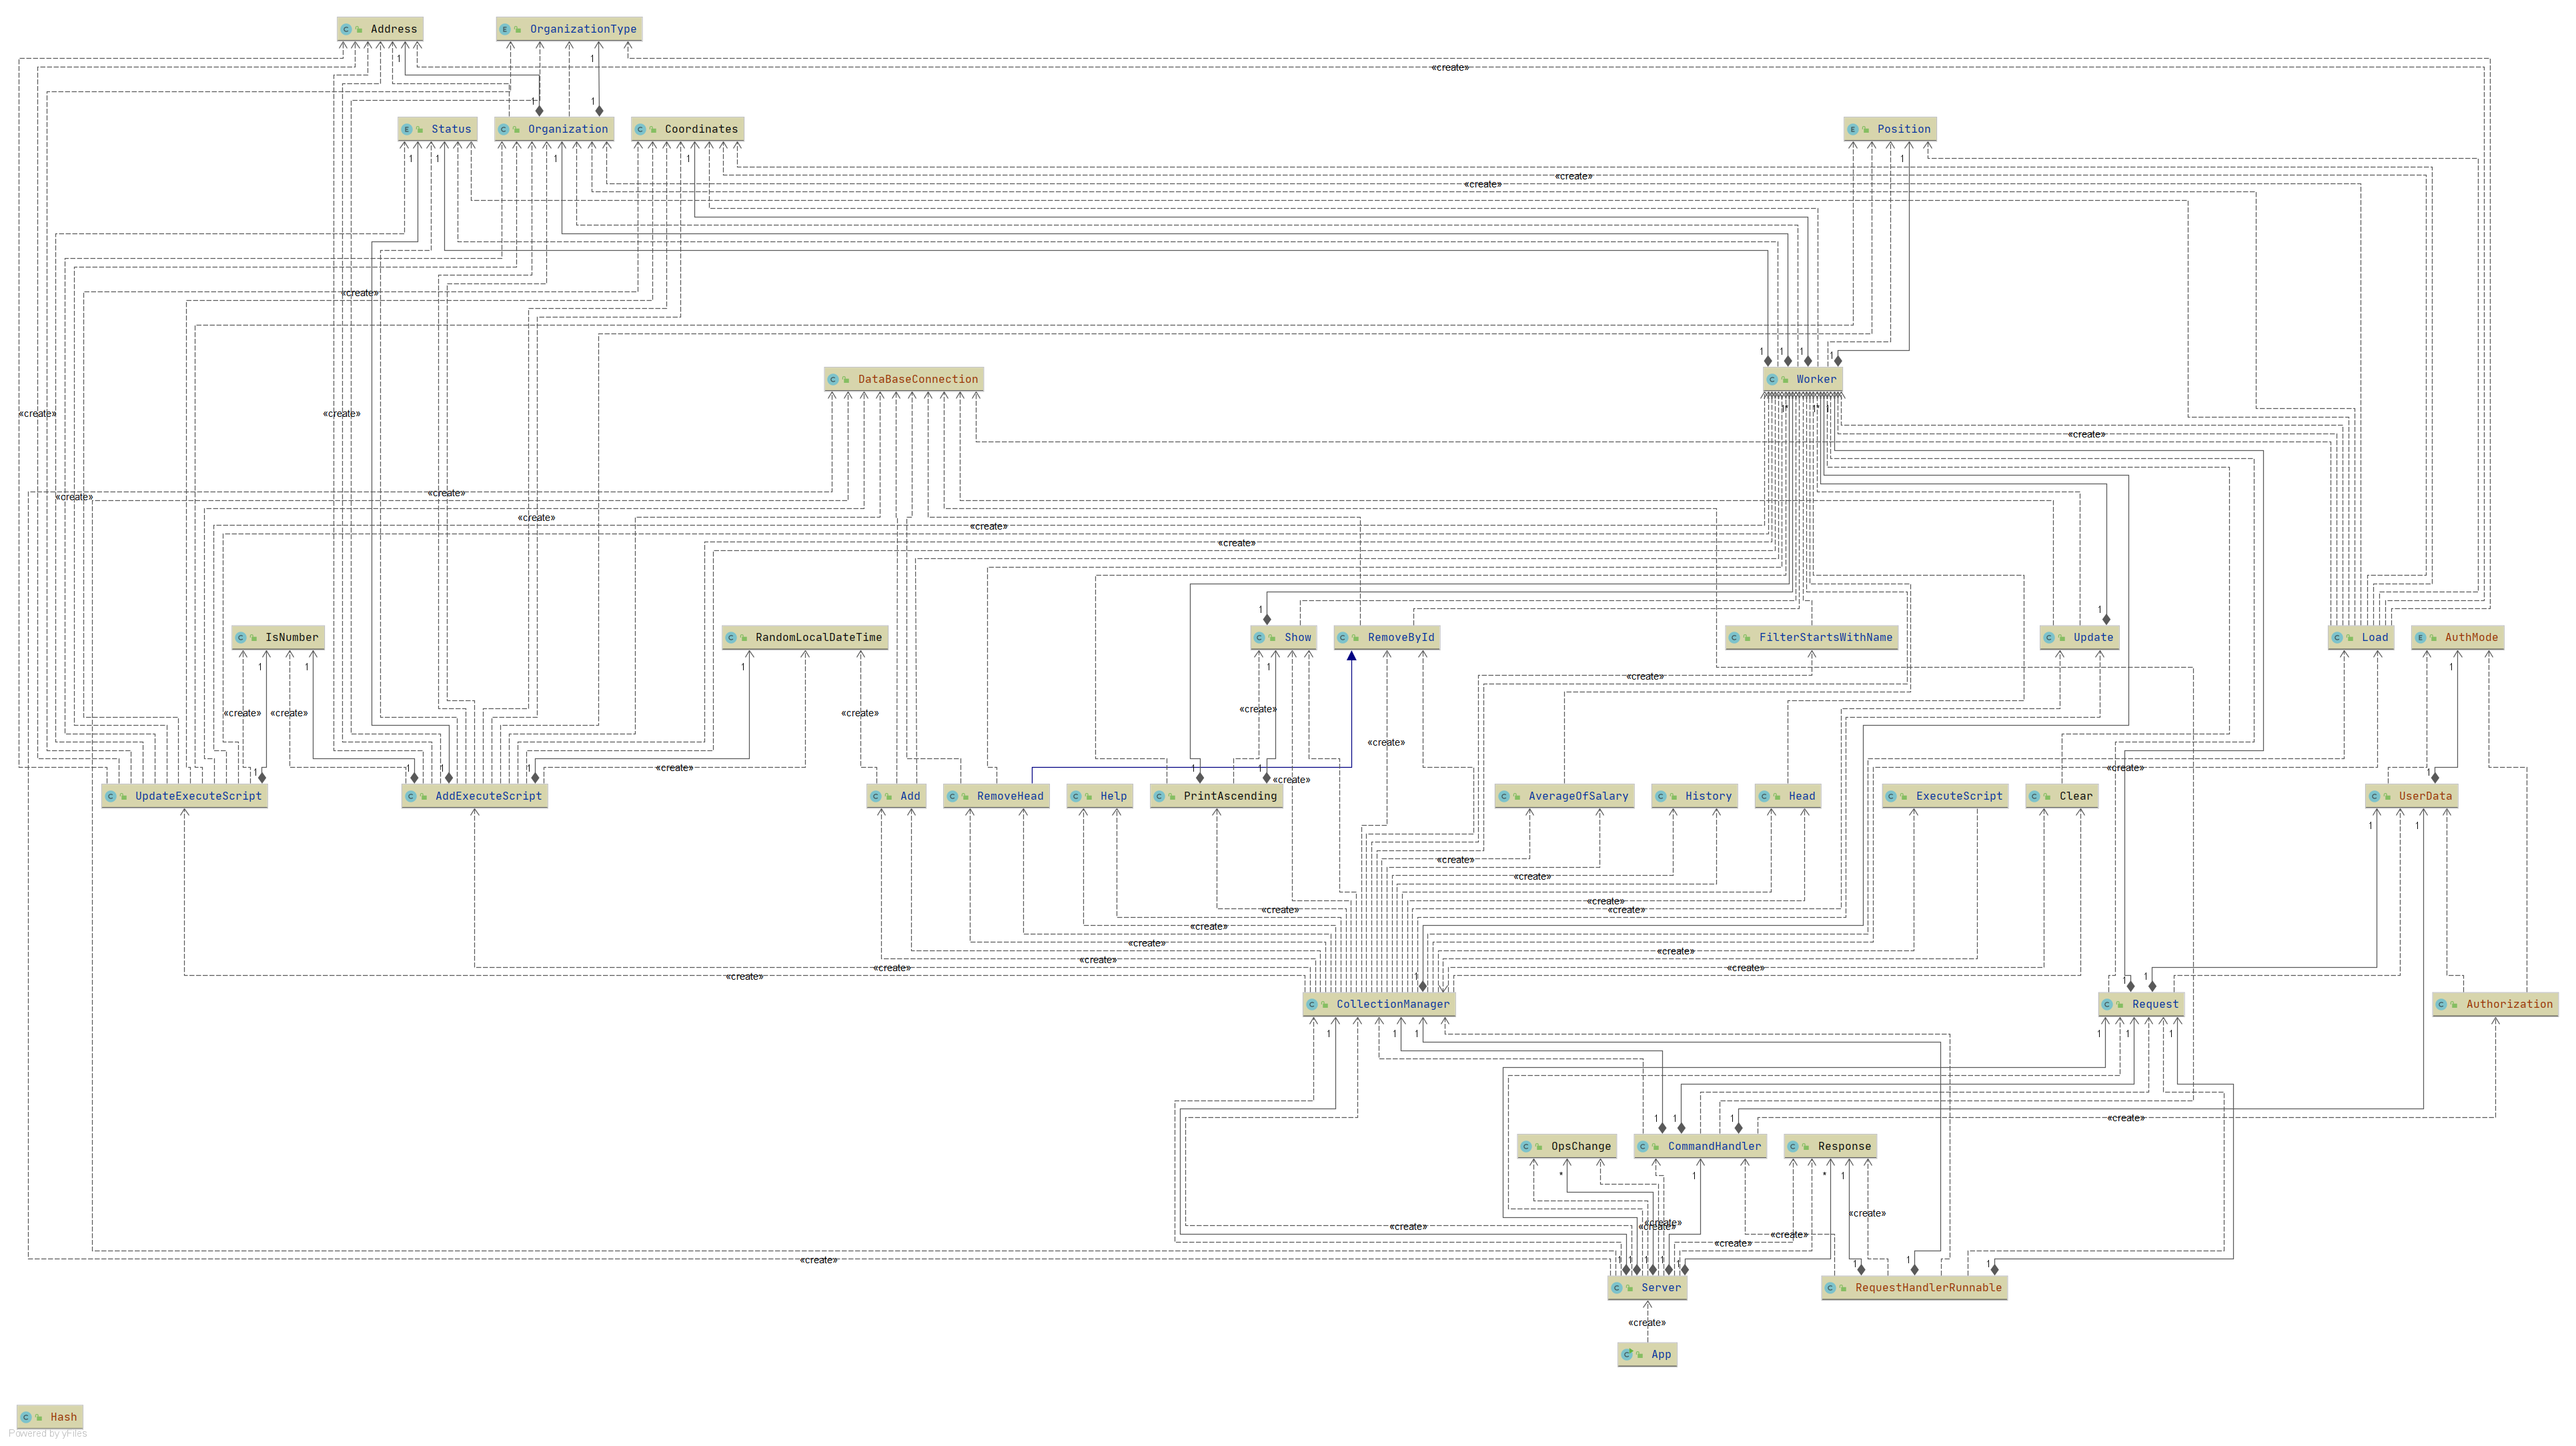 Address
OrganizationType
«create»
Status
Organization
Coordinates
Position
«create»
«create»
«create»
DataBaseConnection
Worker
«create»
«create»
«create»
«create»
«create»
«create»
«create»
«create»
IsNumber
RandomLocalDateTime
Show
RemoveById
FilterStartsWithName
Update
Load
AuthMode
«create»
«create»
«create»
«create»
«create»
«create»
«create»
«create»
«create»
UpdateExecuteScript
AddExecuteScript
Add
RemoveHead
Help
PrintAscending
AverageOfSalary
History
Head
ExecuteScript
Clear
UserData
«create»
«create»
«create»
«create»
«create»
«create»
«create»
«create»
«create»
«create»
«create»
«create»
«create»
CollectionManager
Request
Authorization
«create»
OpsChange
CommandHandler
Response
«create»
«create»
«create»
«create»
«create»
«create»
«create»
Server
RequestHandlerRunnable
«create»
App
Hash
Powered by yFiles